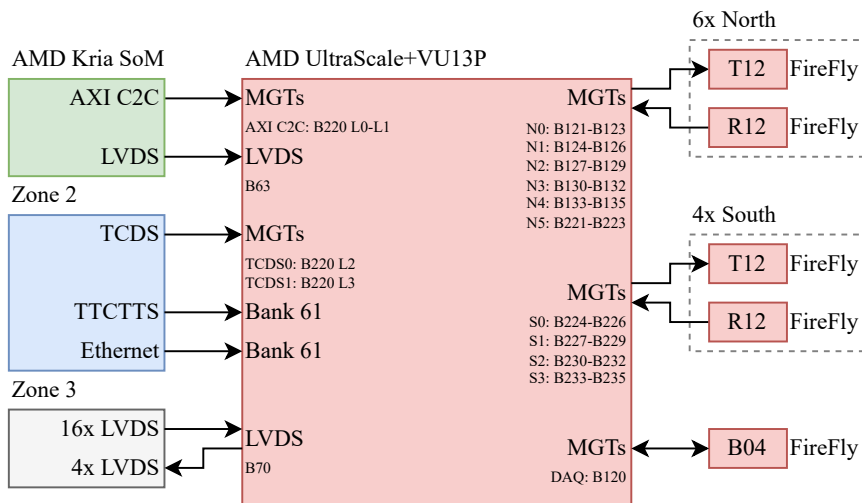 6x North
AMD Kria SoM
AMD UltraScale+VU13P
AXI C2C
LVDS
MGTs
AXI C2C: B220 L0-L1
LVDS
B63
MGTs
N0: B121-B123
N1: B124-B126
N2: B127-B129
N3: B130-B132
N4: B133-B135
N5: B221-B223
T12
FireFly
R12
FireFly
Zone 2
TCDS
TTCTTS
Ethernet
MGTs
TCDS0: B220 L2
TCDS1: B220 L3
Bank 61
Bank 61
4x South
MGTs
S0: B224-B226
S1: B227-B229
S2: B230-B232
S3: B233-B235
T12
FireFly
R12
FireFly
Zone 3
16x LVDS
4x LVDS
LVDS
B70
MGTs
DAQ: B120
B04
FireFly